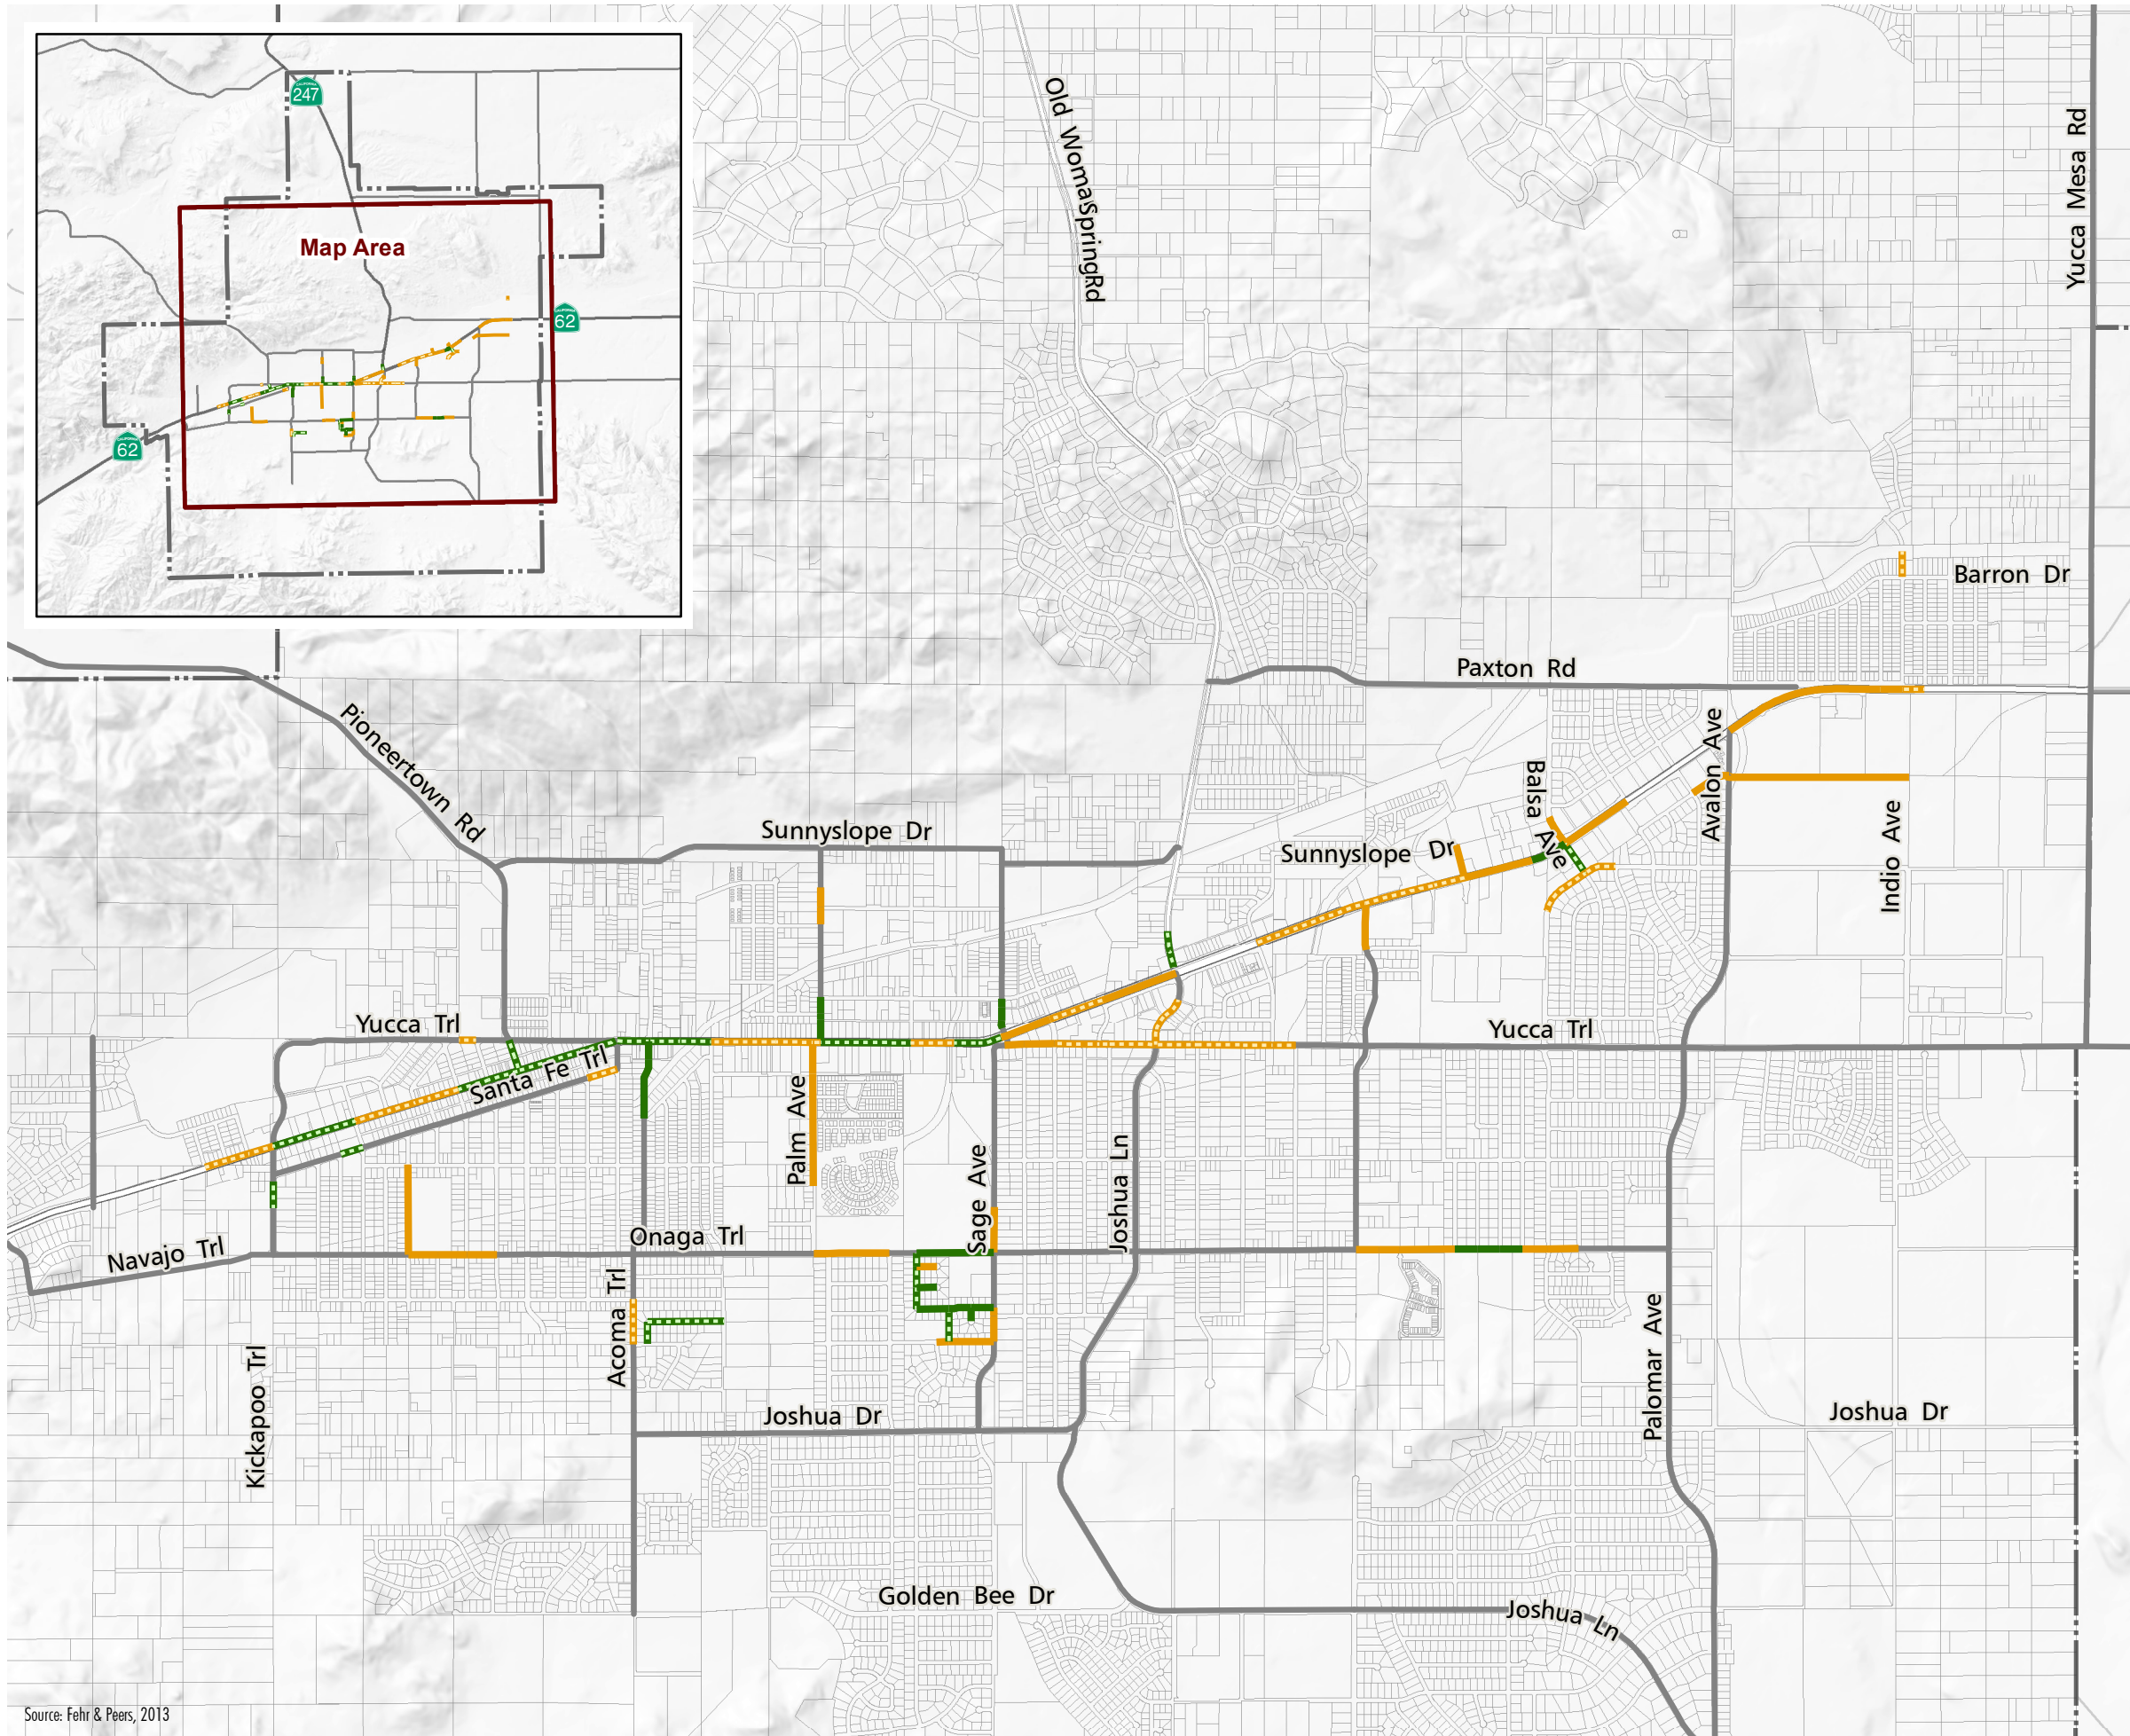 CALIFORNIA
247
Map Area
62
CALIFORNIA
62
Old Woman Spring Rd
Yucca Mesa Rd
Barron Dr
Paxton Rd
Pioneertown Rd
Avalon Ave
Balsa Ave
Sunnyslope Dr
Sunnyslope Dr
Indio Ave
Yucca Trl
Yucca Trl
Santa Fe Trl
Palm Ave
Sage Ave
Joshua Ln
Navajo Trl
Onaga Trl
Acoma Trl
Kickapoo Trl
Palomar Ave
Joshua Dr
Joshua Dr
Golden Bee Dr
Joshua Ln
Source: Fehr & Peers, 2013